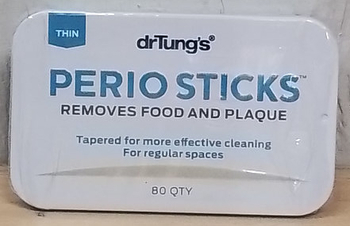 THIN
drTung's®
PERIO STICKS™
REMOVES FOOD AND PLAQUE
Tapered for more effective cleaning
For regular spaces
80 QTY